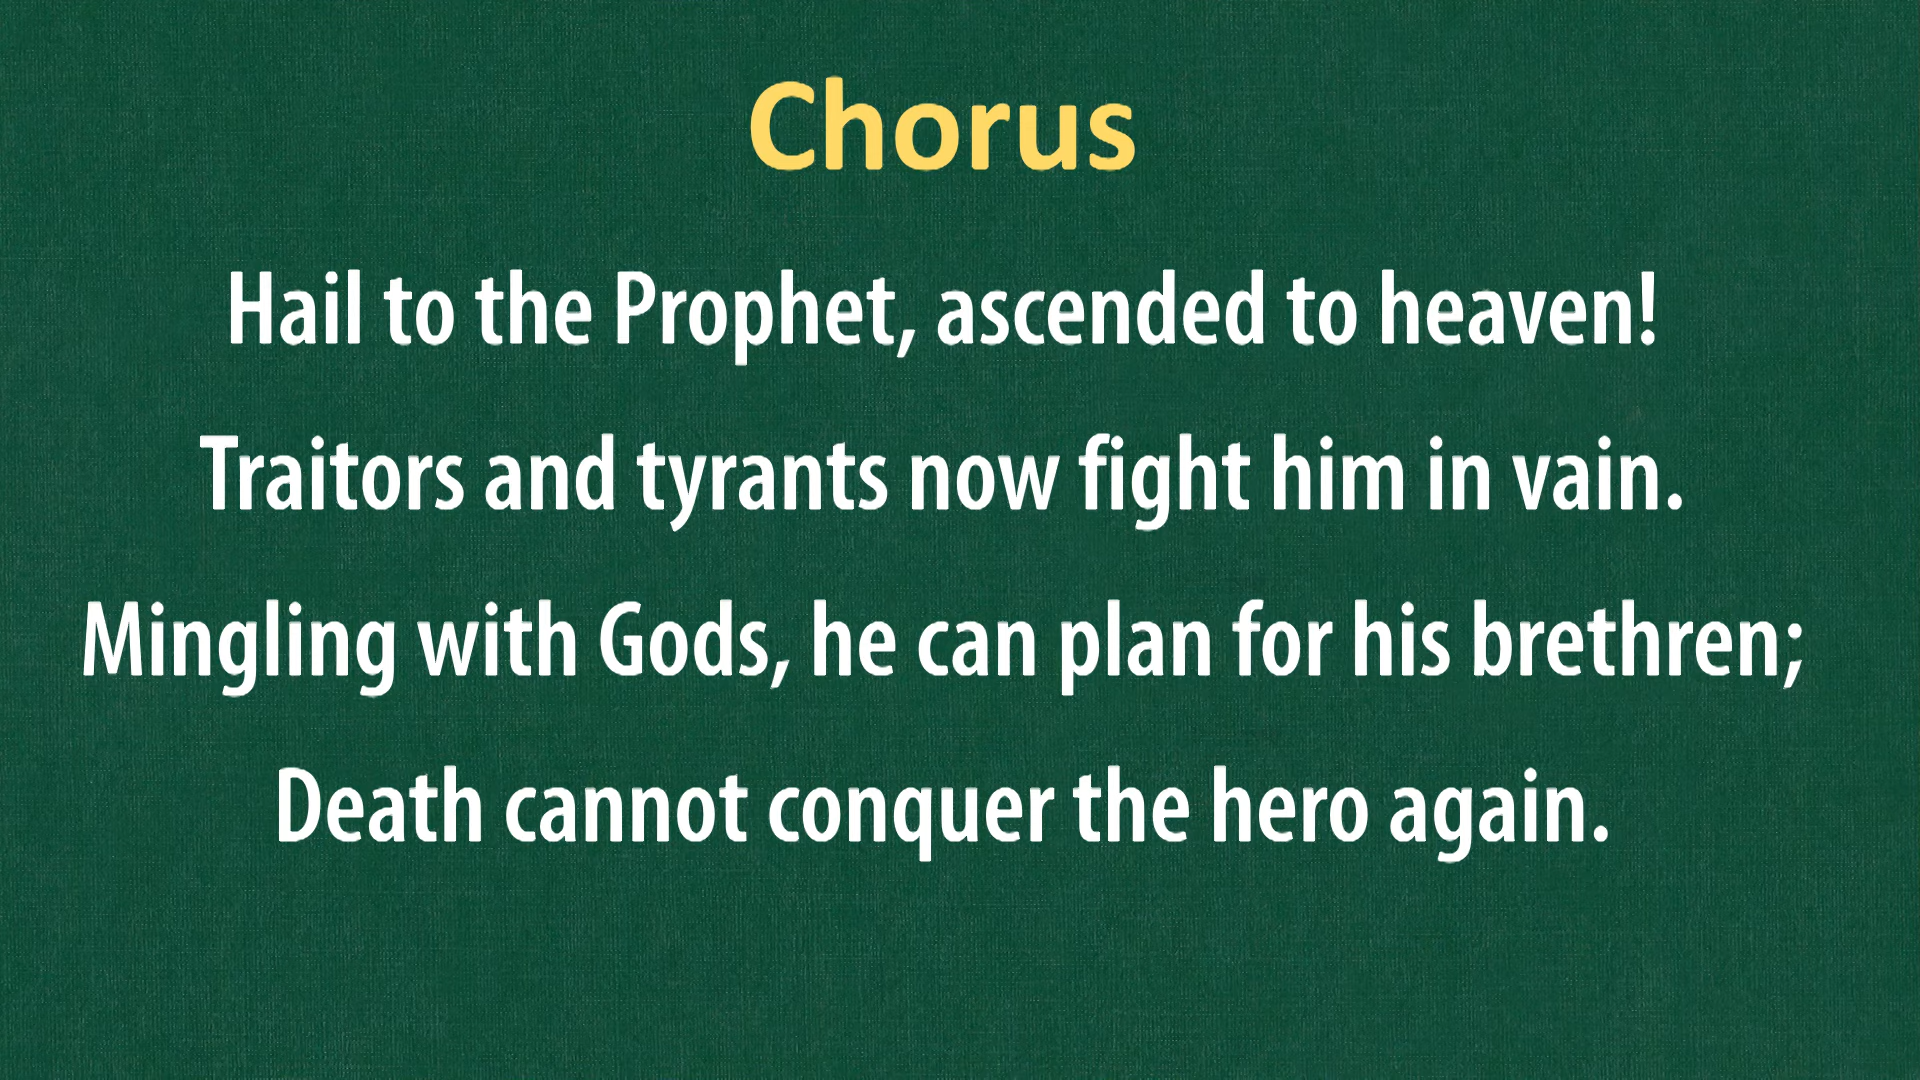 Chorus
Hail to the Prophet, ascended to heaven!
Traitors and tyrants now fight him in vain.
Mingling with Gods, he can plan for his brethren;
Death cannot conquer the hero again.